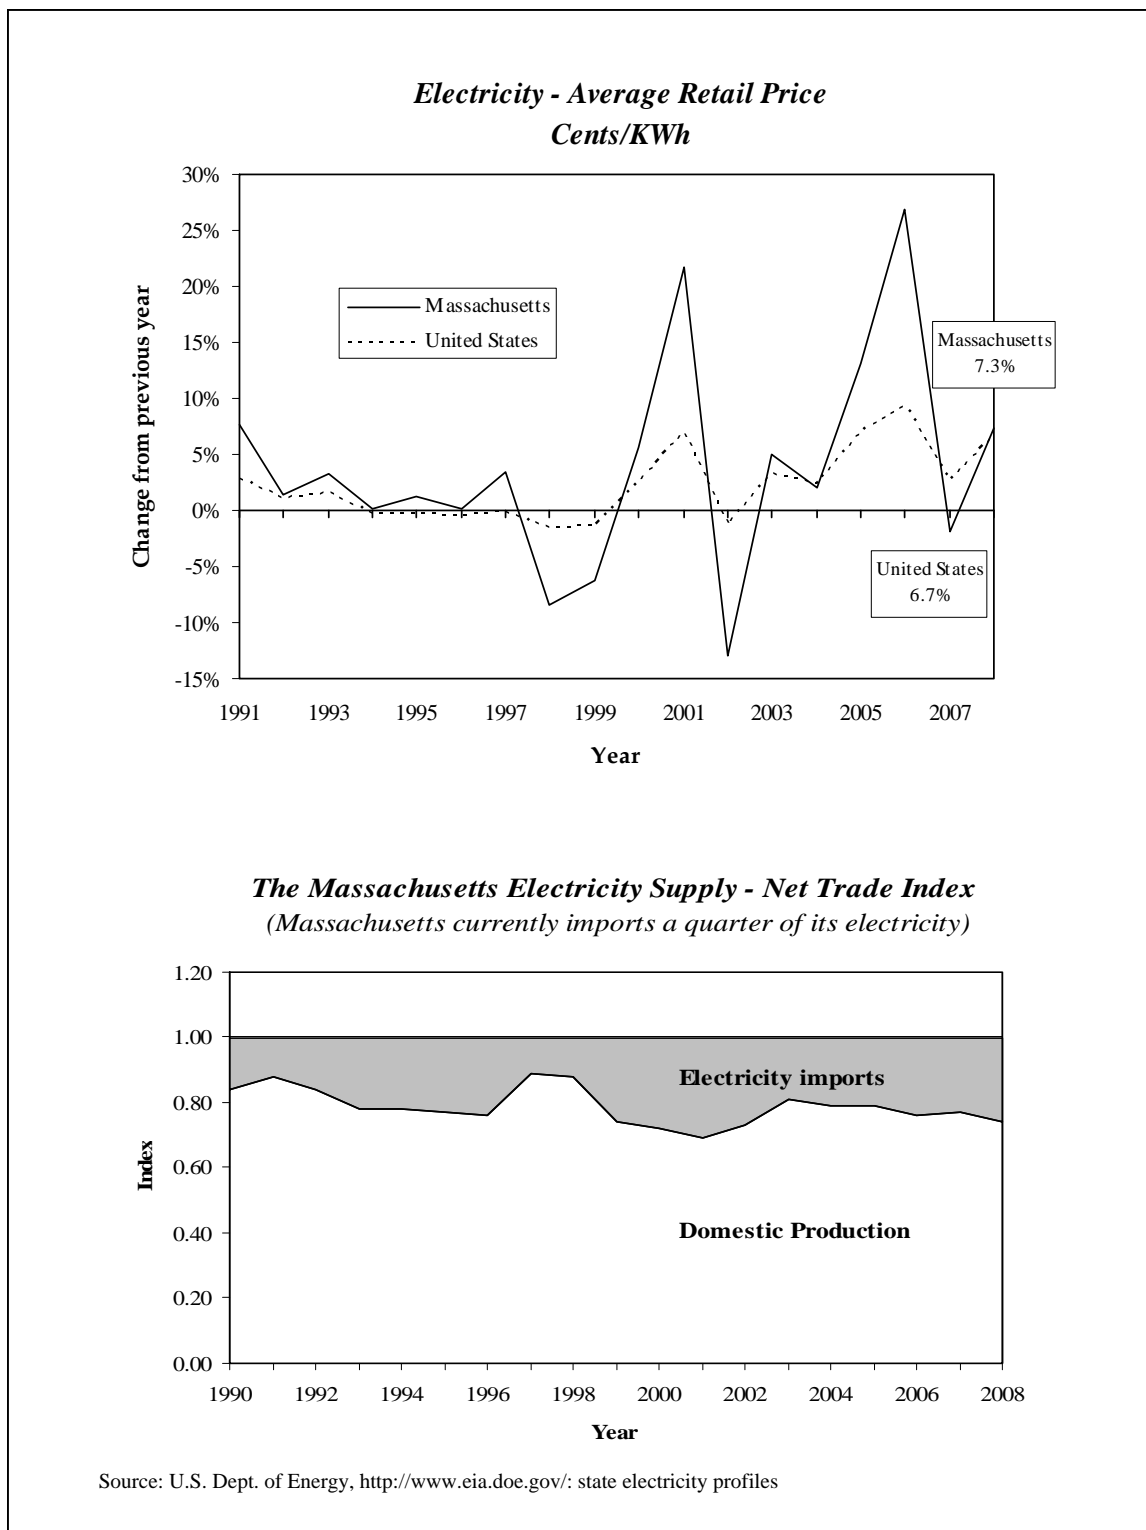 Electricity - Average Retail Price
Cents/KWh
30%
25%
20%
15%
10%
5%
0%
-5%
-10%
-15%
Change from previous year
Massachusetts
United States
Massachusetts
7.3%
United States
6.7%
1991 1993 1995 1997 1999 2001 2003 2005 2007
Year
The Massachusetts Electricity Supply - Net Trade Index
(Massachusetts currently imports a quarter of its electricity)
1.20
1.00
0.80
0.60
0.40
0.20
0.00
Index
Electricity imports
Domestic Production
1990 1992 1994 1996 1998 2000 2002 2004 2006 2008
Year
Source: U.S. Dept. of Energy, http://www.eia.doe.gov/: state electricity profiles